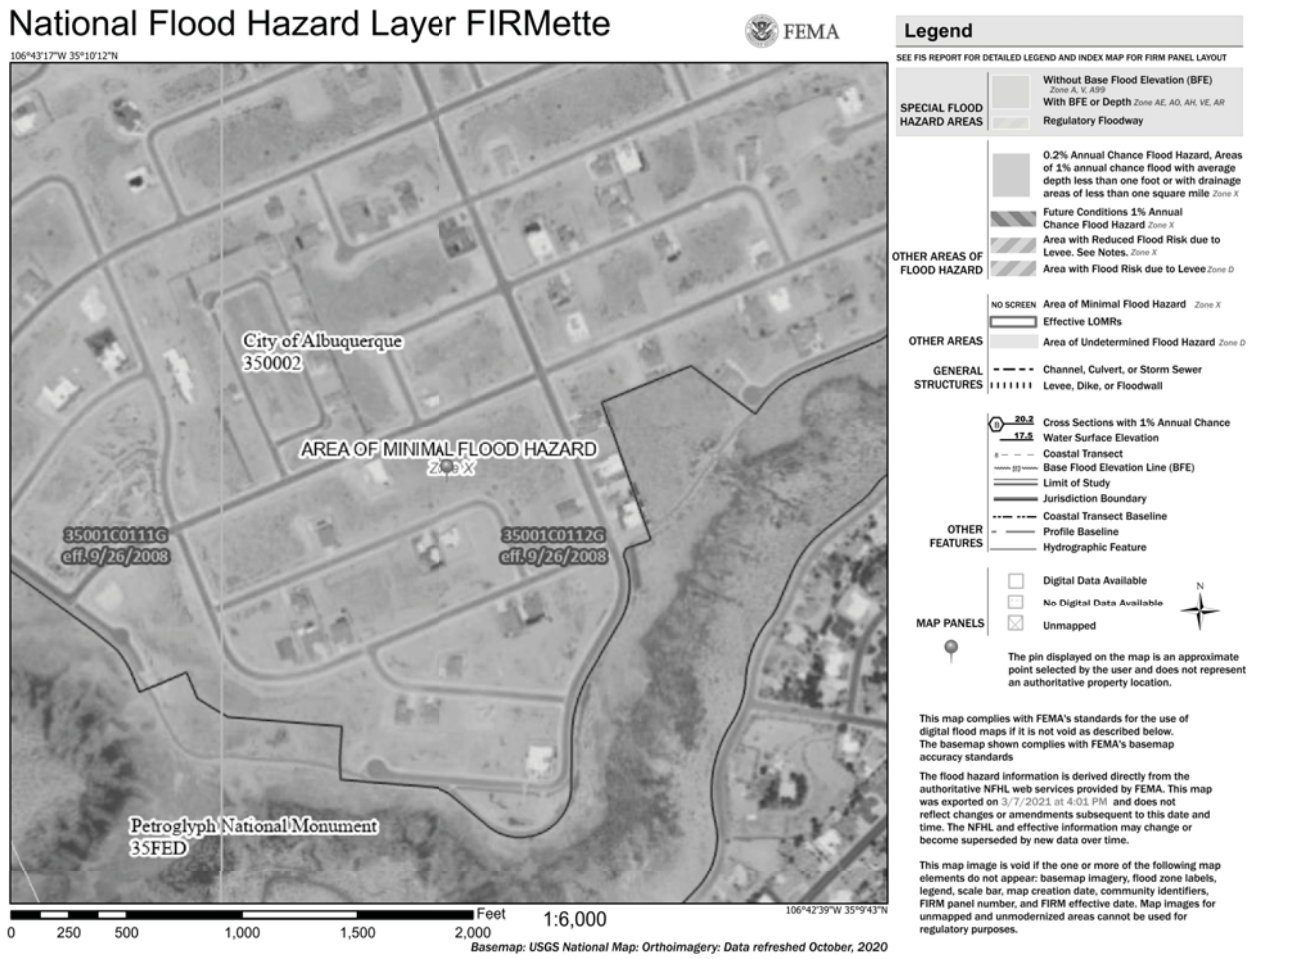 National Flood Hazard Layer FIRMette
FEMA
106°43'17"W 35°10'12"N
City of Albuquerque
350002
AREA OF MINIMAL FLOOD HAZARD
Zone X
35001C0111G
eff. 9/26/2008
35001C0112G
eff. 9/26/2008
Petroglyph National Monument
35FED
106°42'39"W 35°9'43"N
Feet
1:6,000
0 250 500 1,000 1,500 2,000
Basemap: USGS National Map: Orthoimagery: Data refreshed October, 2020
Legend
SEE FIS REPORT FOR DETAILED LEGEND AND INDEX MAP FOR FIRM PANEL LAYOUT
SPECIAL FLOOD
HAZARD AREAS
Without Base Flood Elevation (BFE)
Zone A, V, A99
With BFE or Depth Zone AE, AO, AH, VE, AR
Regulatory Floodway
OTHER AREAS OF
FLOOD HAZARD
0.2% Annual Chance Flood Hazard, Areas
of 1% annual chance flood with average
depth less than one foot or with drainage
areas of less than one square mile Zone X
Future Conditions 1% Annual
Chance Flood Hazard Zone X
Area with Reduced Flood Risk due to
Levee. See Notes. Zone X
Area with Flood Risk due to Levee Zone D
OTHER AREAS
NO SCREEN Area of Minimal Flood Hazard Zone X
Effective LOMRs
Area of Undetermined Flood Hazard Zone D
GENERAL
STRUCTURES
Channel, Culvert, or Storm Sewer
Levee, Dike, or Floodwall
OTHER
FEATURES
B 20.2 Cross Sections with 1% Annual Chance
17.5 Water Surface Elevation
8 Coastal Transect
513 Base Flood Elevation Line (BFE)
Limit of Study
Jurisdiction Boundary
Coastal Transect Baseline
Profile Baseline
Hydrographic Feature
MAP PANELS
Digital Data Available
No Digital Data Available
Unmapped
N
The pin displayed on the map is an approximate
point selected by the user and does not represent
an authoritative property location.
This map complies with FEMA's standards for the use of
digital flood maps if it is not void as described below.
The basemap shown complies with FEMA's basemap
accuracy standards
The flood hazard information is derived directly from the
authoritative NFHL web services provided by FEMA. This map
was exported on 3/7/2021 at 4:01 PM and does not
reflect changes or amendments subsequent to this date and
time. The NFHL and effective information may change or
become superseded by new data over time.
This map image is void if the one or more of the following map
elements do not appear: basemap imagery, flood zone labels,
legend, scale bar, map creation date, community identifiers,
FIRM panel number, and FIRM effective date. Map images for
unmapped and unmodernized areas cannot be used for
regulatory purposes.